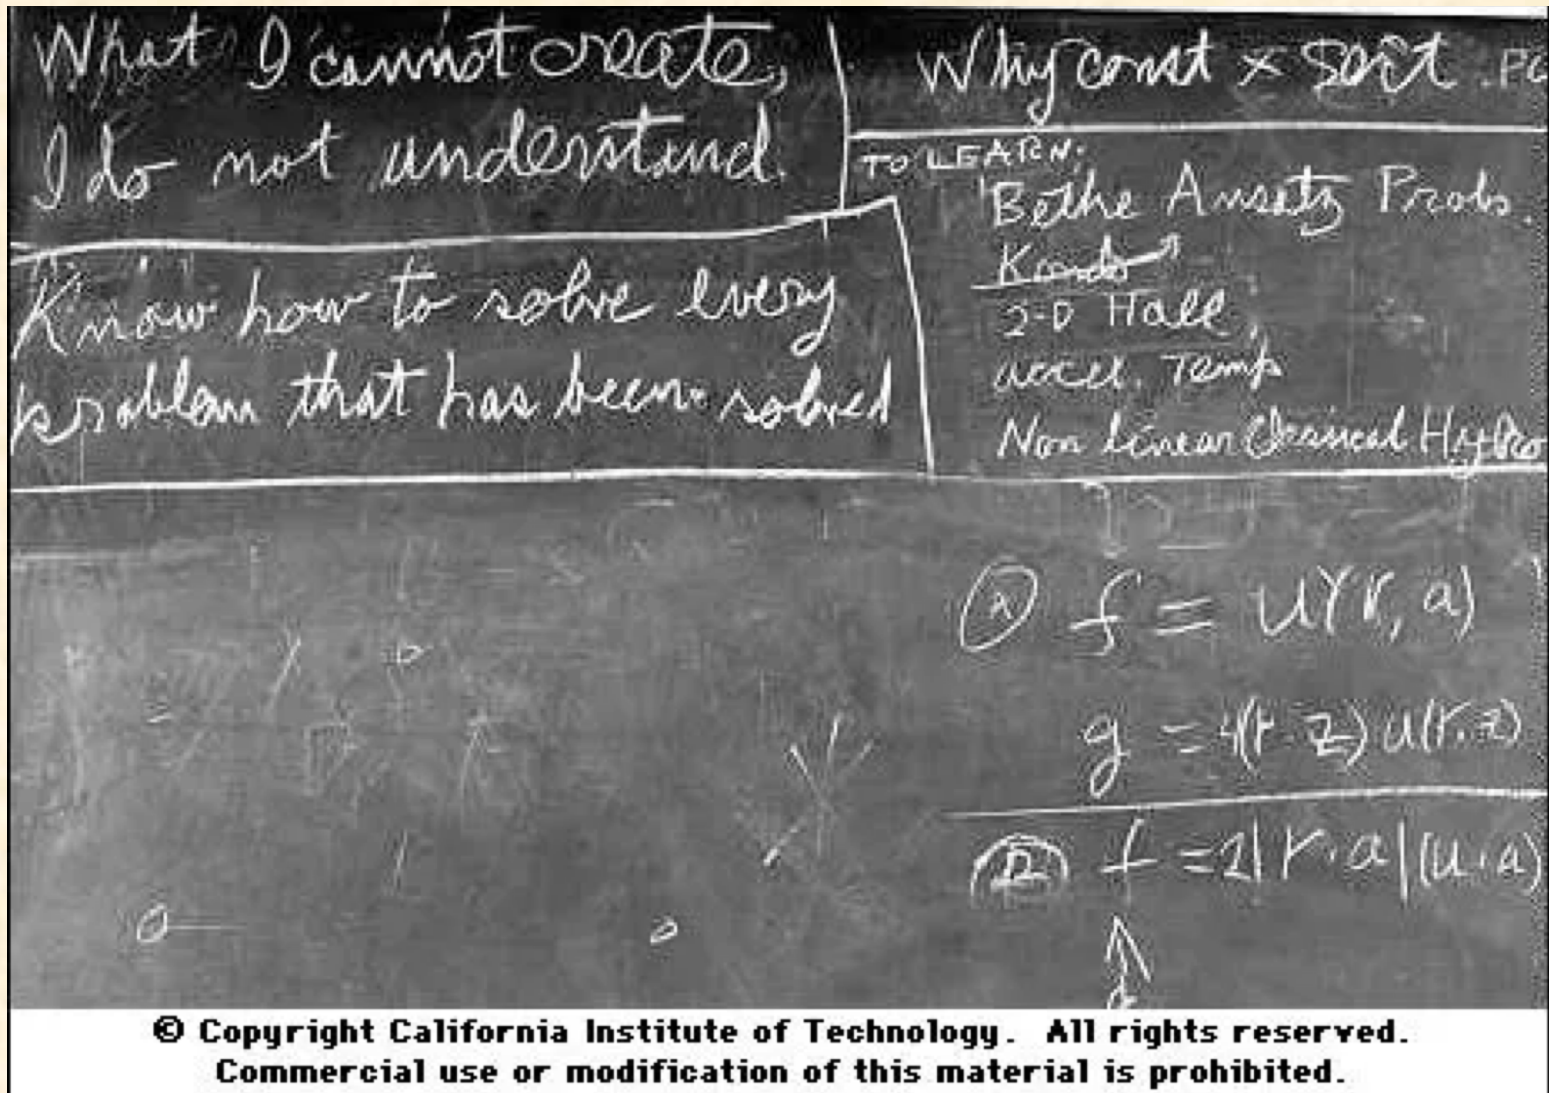 What I cannot create,
I do not understand.
Know how to solve every
problem that has been solved
Why const × sort . PO
TO LEARN:
Bethe Ansatz Probs.
Kondo
2-D Hall
accel. Temp
Non Linear Classical Hydro
f = u(r, a)
g = 4(r z) u(r. z)
f = 2|r.a|(u.a)
© Copyright California Institute of Technology. All rights reserved.
Commercial use or modification of this material is prohibited.